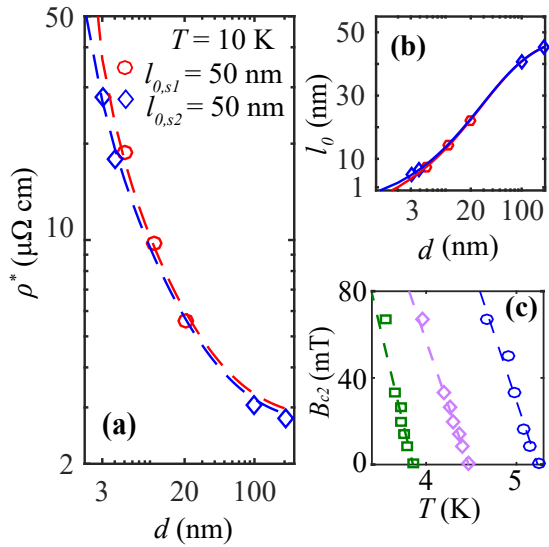 50
10
2
ρ* (μΩ cm)
T = 10 K
l0,s1 = 50 nm
l0,s2 = 50 nm
(a)
3 20 100
d (nm)
50
30
10
1
l0 (nm)
(b)
3 20 100
d (nm)
80
40
0
Bc2 (mT)
(c)
4 5
T (K)